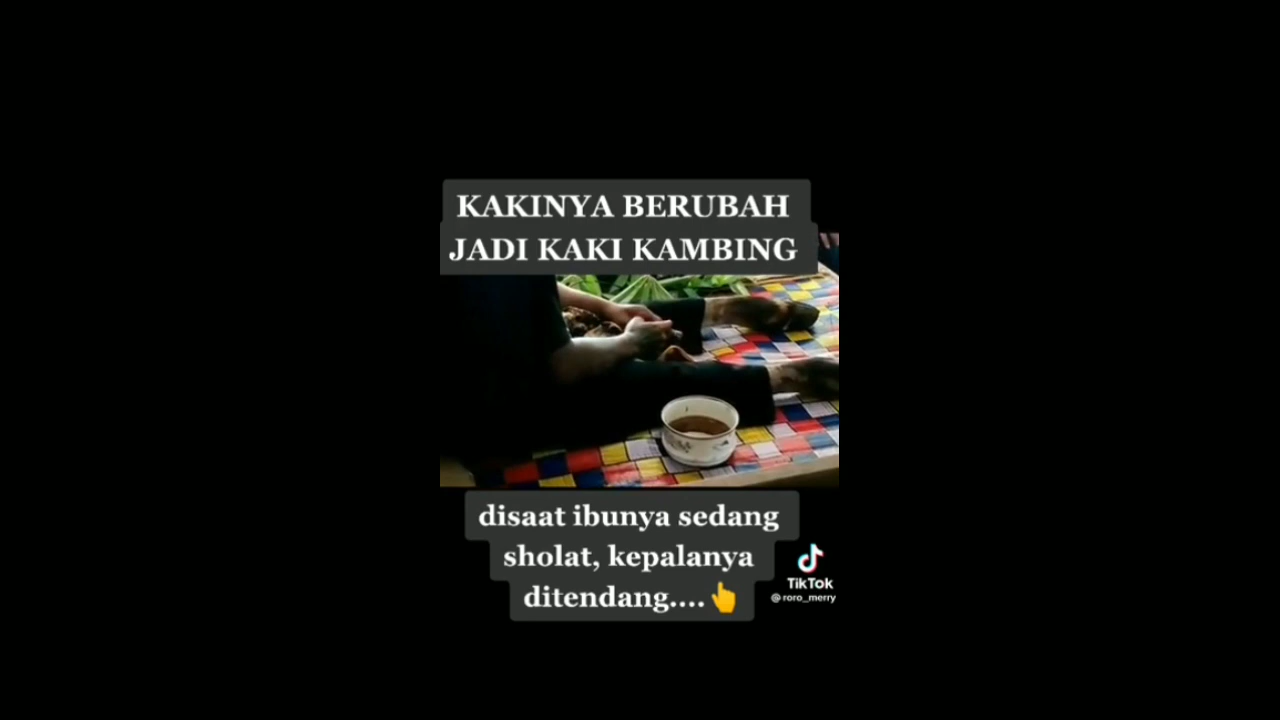 KAKINYA BERUBAH
JADI KAKI KAMBING
disaat ibunya sedang
sholat, kepalanya
ditendang....👆
TikTok
@ roro_merry